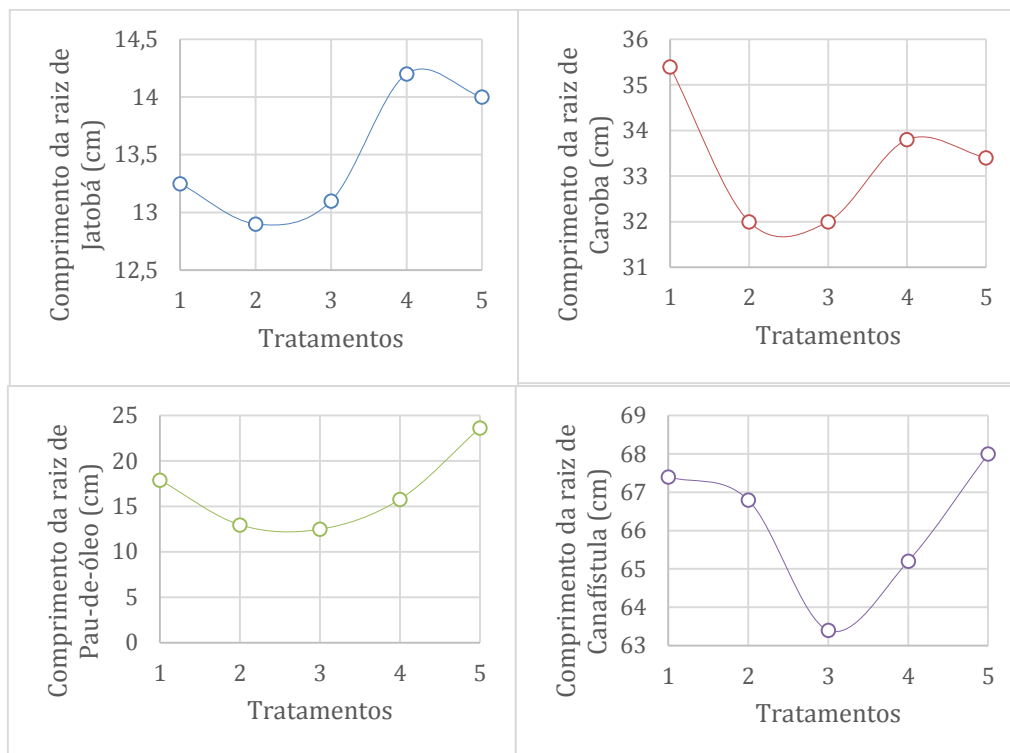 Comprimento da raiz de
Jatobá (cm)
14,5
14
13,5
13
12,5
1 2 3 4 5
Tratamentos
Comprimento da raiz de
Caroba (cm)
36
35
34
33
32
31
1 2 3 4 5
Tratamentos
Comprimento da raiz de
Pau-de-óleo (cm)
25
20
15
10
5
0
1 2 3 4 5
Tratamentos
Comprimento da raiz de
Canafístula (cm)
69
68
67
66
65
64
63
1 2 3 4 5
Tratamentos